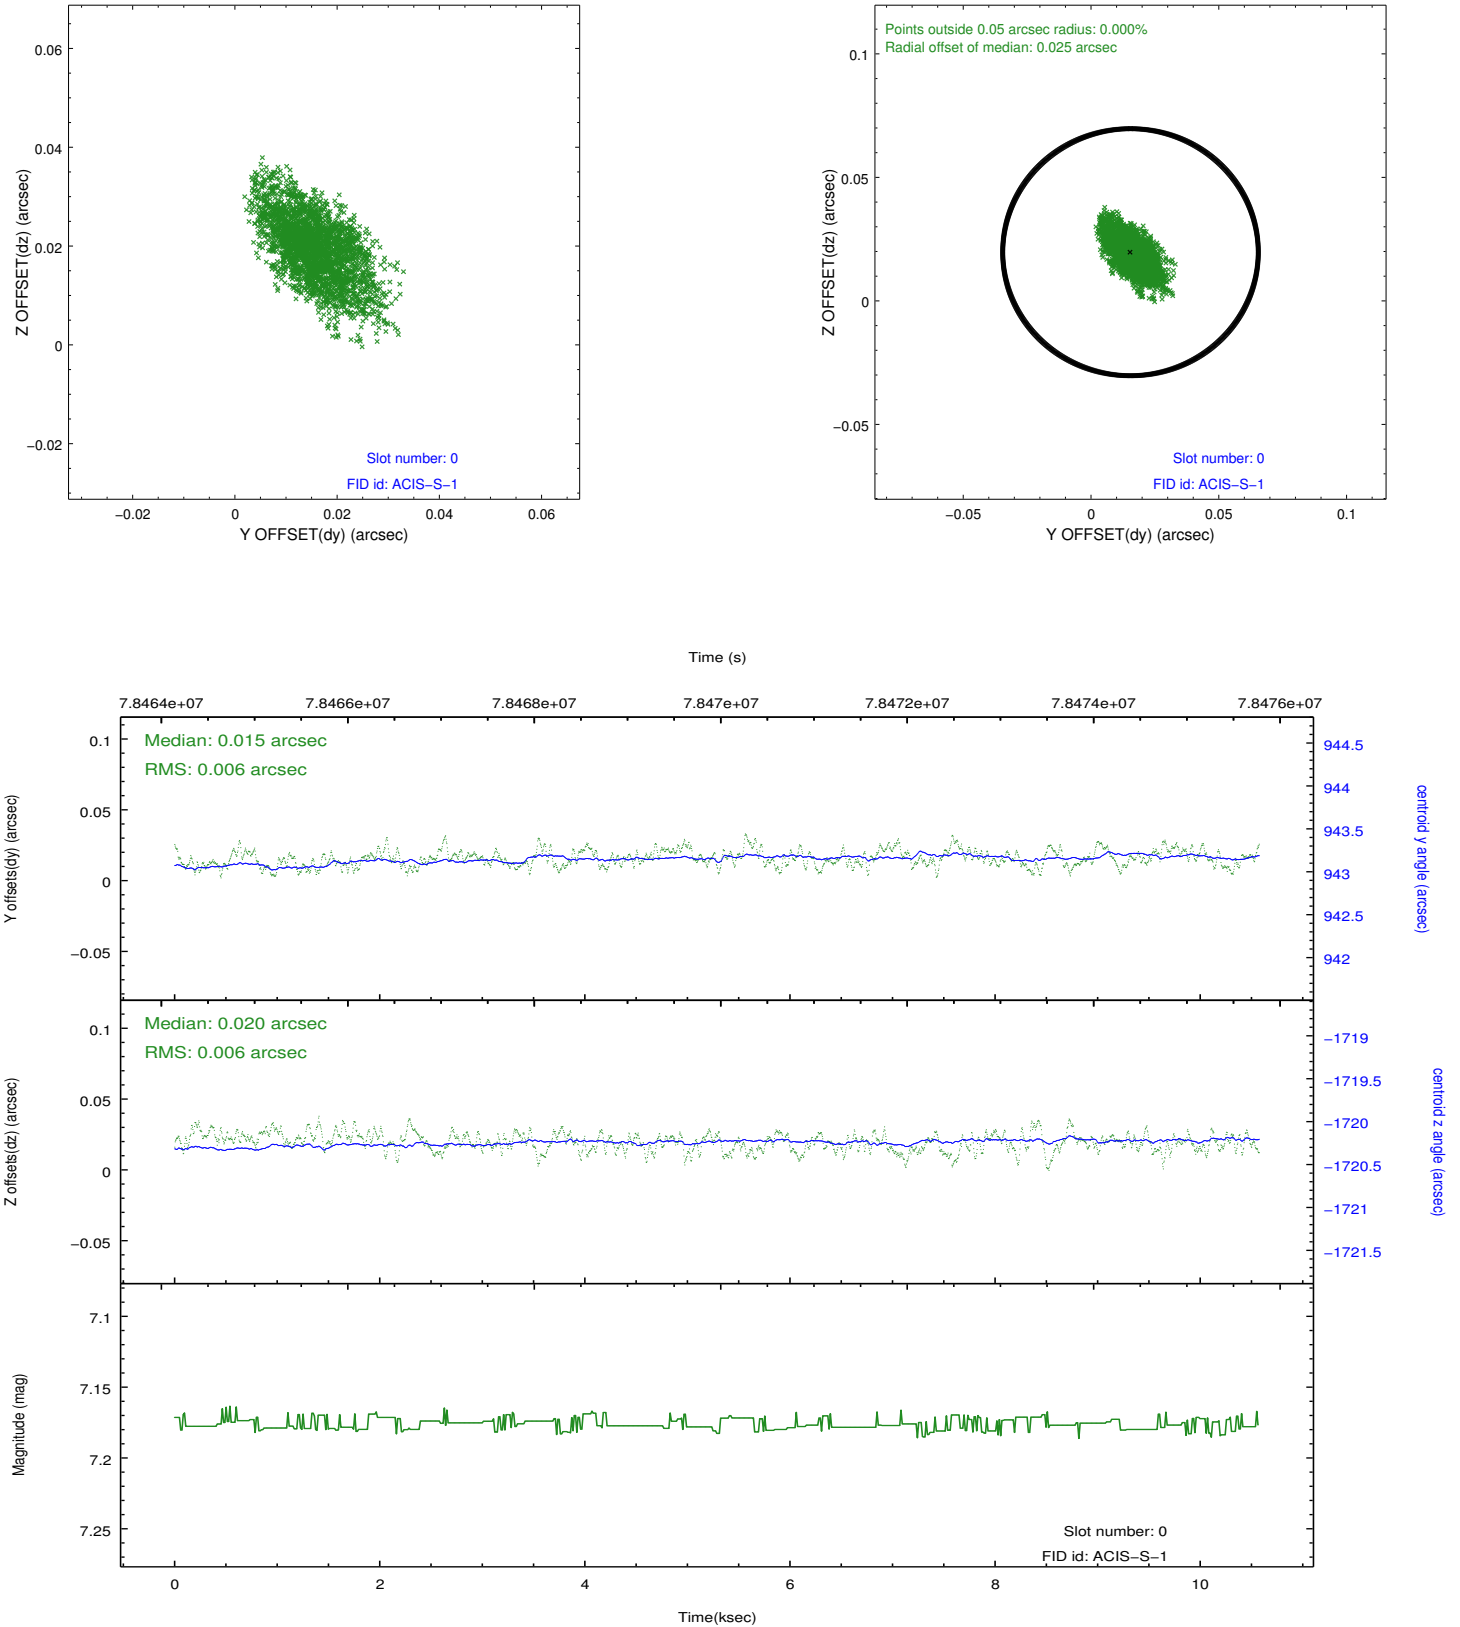 0.06
0.04
0.02
0
−0.02
−0.02
0
0.02
0.04
0.06
Z OFFSET(dz) (arcsec)
Y OFFSET(dy) (arcsec)
Slot number: 0
FID id: ACIS−S−1
Points outside 0.05 arcsec radius: 0.000%
Radial offset of median: 0.025 arcsec
0.1
0.05
0
−0.05
−0.05
0
0.05
0.1
Z OFFSET(dz) (arcsec)
Y OFFSET(dy) (arcsec)
Slot number: 0
FID id: ACIS−S−1
Time (s)
7.8464e+07 7.8466e+07 7.8468e+07 7.847e+07 7.8472e+07 7.8474e+07 7.8476e+07
Median: 0.015 arcsec
RMS: 0.006 arcsec
0.1
0.05
0
−0.05
Y offsets(dy) (arcsec)
944.5
944
943.5
943
942.5
942
centroid y angle (arcsec)
Median: 0.020 arcsec
RMS: 0.006 arcsec
0.1
0.05
0
−0.05
Z offsets(dz) (arcsec)
−1719
−1719.5
−1720
−1720.5
−1721
−1721.5
centroid z angle (arcsec)
7.1
7.15
7.2
7.25
Magnitude (mag)
Slot number: 0
FID id: ACIS−S−1
0 2 4 6 8 10
Time(ksec)